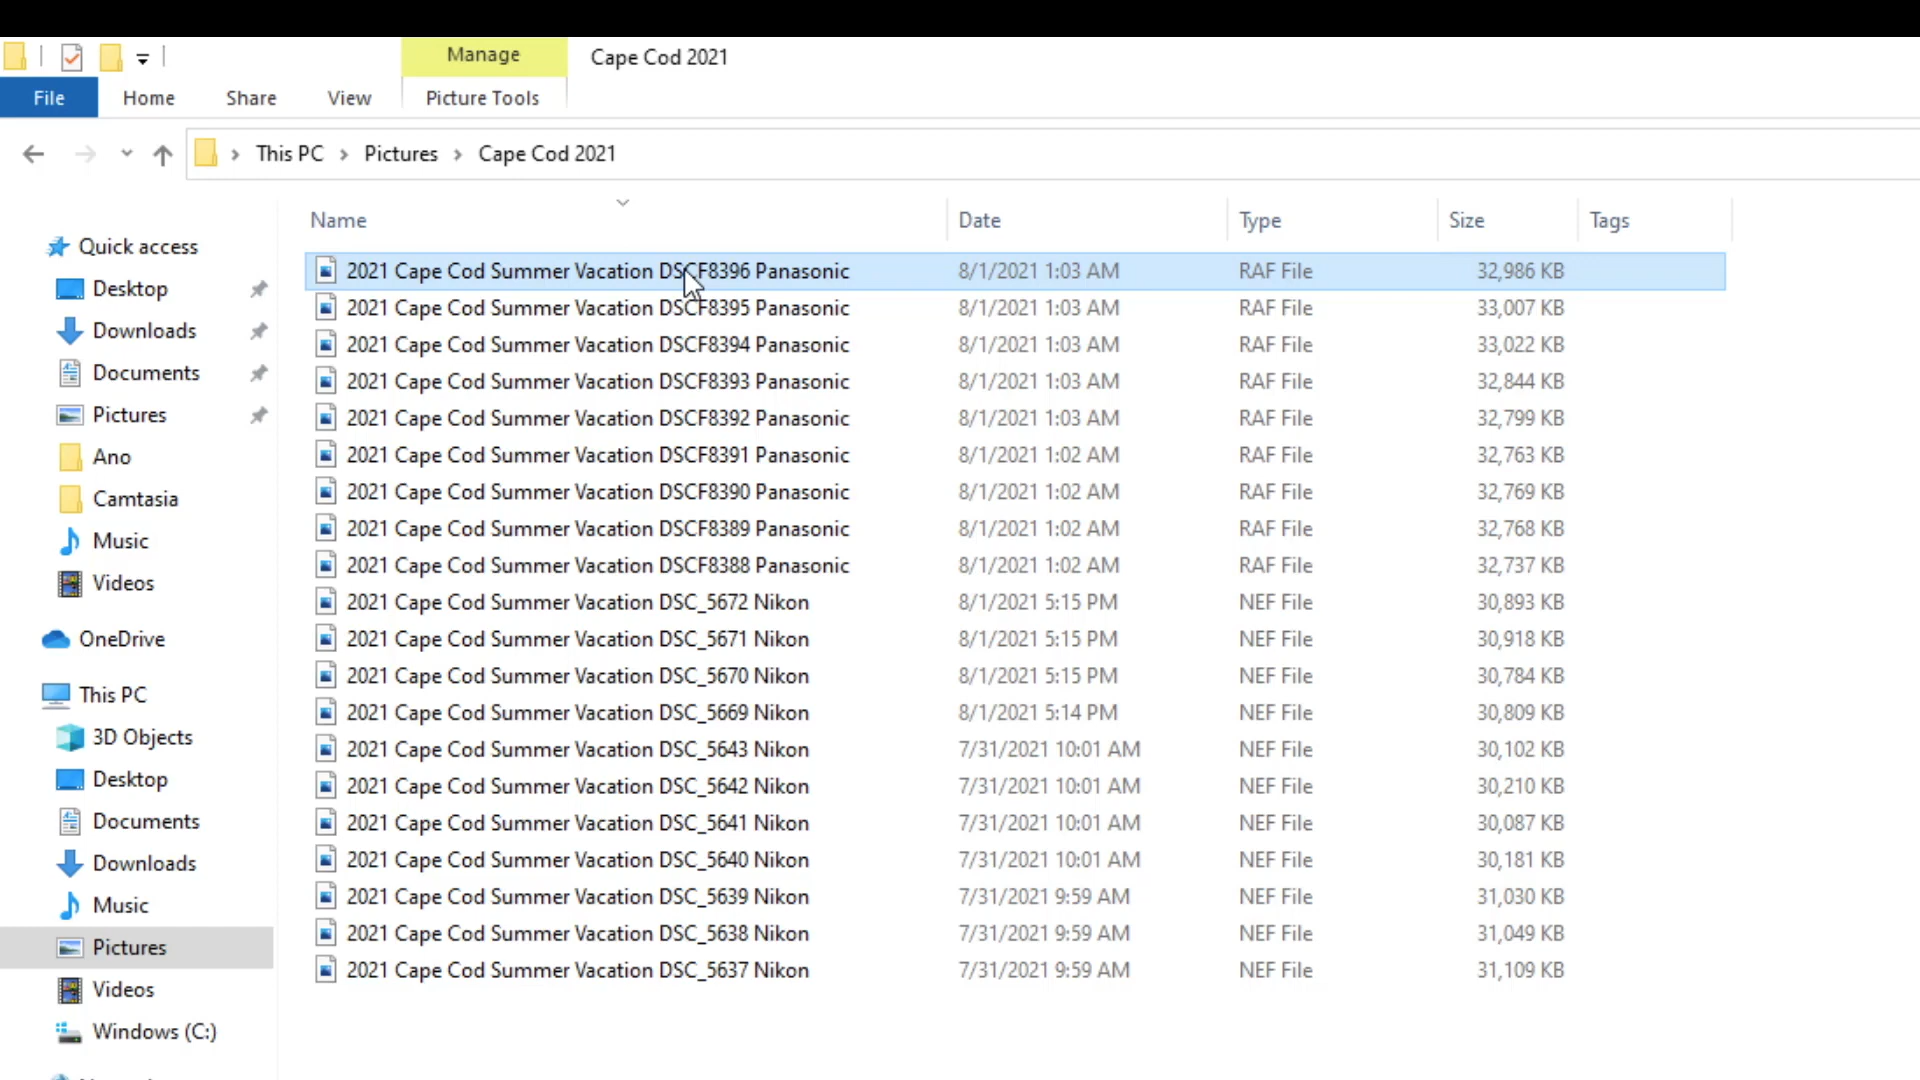 Manage
Cape Cod 2021
File Home Share View Picture Tools
This PC Pictures Cape Cod 2021
Name Date Type Size Tags
Quick access
Desktop
Downloads
Documents
Pictures
Ano
Camtasia
Music
Videos
OneDrive
This PC
3D Objects
Desktop
Documents
Downloads
Music
Pictures
Videos
Windows (C:)
2021 Cape Cod Summer Vacation DSCF8396 Panasonic 8/1/2021 1:03 AM RAF File 32,986 KB
2021 Cape Cod Summer Vacation DSCF8395 Panasonic 8/1/2021 1:03 AM RAF File 33,007 KB
2021 Cape Cod Summer Vacation DSCF8394 Panasonic 8/1/2021 1:03 AM RAF File 33,022 KB
2021 Cape Cod Summer Vacation DSCF8393 Panasonic 8/1/2021 1:03 AM RAF File 32,844 KB
2021 Cape Cod Summer Vacation DSCF8392 Panasonic 8/1/2021 1:03 AM RAF File 32,799 KB
2021 Cape Cod Summer Vacation DSCF8391 Panasonic 8/1/2021 1:02 AM RAF File 32,763 KB
2021 Cape Cod Summer Vacation DSCF8390 Panasonic 8/1/2021 1:02 AM RAF File 32,769 KB
2021 Cape Cod Summer Vacation DSCF8389 Panasonic 8/1/2021 1:02 AM RAF File 32,768 KB
2021 Cape Cod Summer Vacation DSCF8388 Panasonic 8/1/2021 1:02 AM RAF File 32,737 KB
2021 Cape Cod Summer Vacation DSC_5672 Nikon 8/1/2021 5:15 PM NEF File 30,893 KB
2021 Cape Cod Summer Vacation DSC_5671 Nikon 8/1/2021 5:15 PM NEF File 30,918 KB
2021 Cape Cod Summer Vacation DSC_5670 Nikon 8/1/2021 5:15 PM NEF File 30,784 KB
2021 Cape Cod Summer Vacation DSC_5669 Nikon 8/1/2021 5:14 PM NEF File 30,809 KB
2021 Cape Cod Summer Vacation DSC_5643 Nikon 7/31/2021 10:01 AM NEF File 30,102 KB
2021 Cape Cod Summer Vacation DSC_5642 Nikon 7/31/2021 10:01 AM NEF File 30,210 KB
2021 Cape Cod Summer Vacation DSC_5641 Nikon 7/31/2021 10:01 AM NEF File 30,087 KB
2021 Cape Cod Summer Vacation DSC_5640 Nikon 7/31/2021 10:01 AM NEF File 30,181 KB
2021 Cape Cod Summer Vacation DSC_5639 Nikon 7/31/2021 9:59 AM NEF File 31,030 KB
2021 Cape Cod Summer Vacation DSC_5638 Nikon 7/31/2021 9:59 AM NEF File 31,049 KB
2021 Cape Cod Summer Vacation DSC_5637 Nikon 7/31/2021 9:59 AM NEF File 31,109 KB